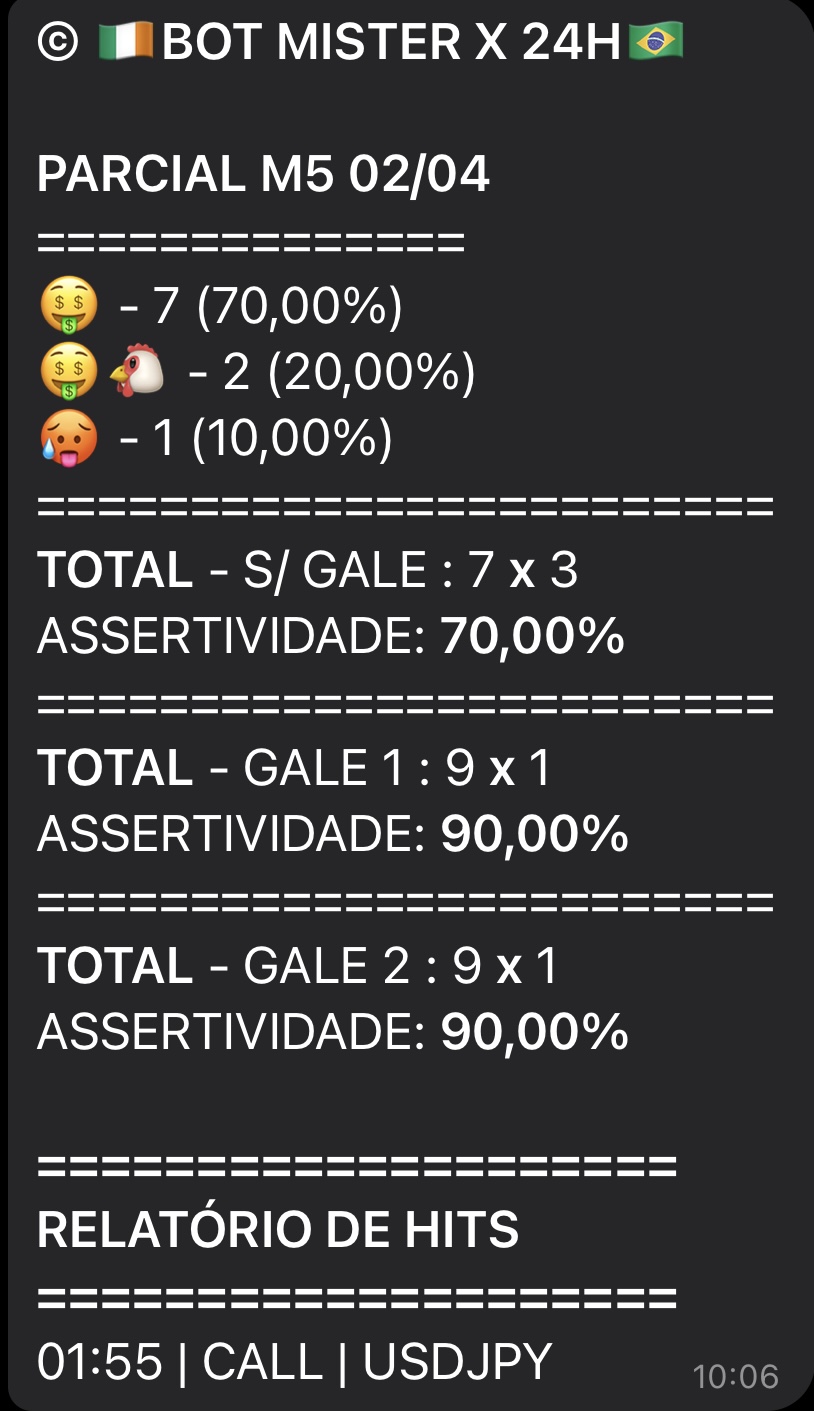 © 🇮🇪BOT MISTER X 24H🇧🇷
PARCIAL M5 02/04
==============
🤑 - 7 (70,00%)
🤑🐔 - 2 (20,00%)
🥵 - 1 (10,00%)
========================
TOTAL - S/ GALE : 7 x 3
ASSERTIVIDADE: 70,00%
========================
TOTAL - GALE 1 : 9 x 1
ASSERTIVIDADE: 90,00%
========================
TOTAL - GALE 2 : 9 x 1
ASSERTIVIDADE: 90,00%
====================
RELATÓRIO DE HITS
====================
01:55 | CALL | USDJPY
10:06